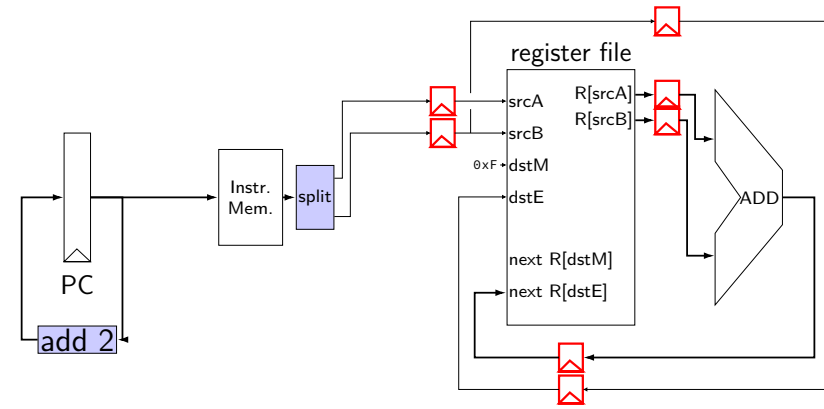 register file
srcA
R[srcA]
srcB
R[srcB]
0xF
dstM
dstE
next R[dstM]
next R[dstE]
Instr.
Mem.
split
ADD
PC
add 2